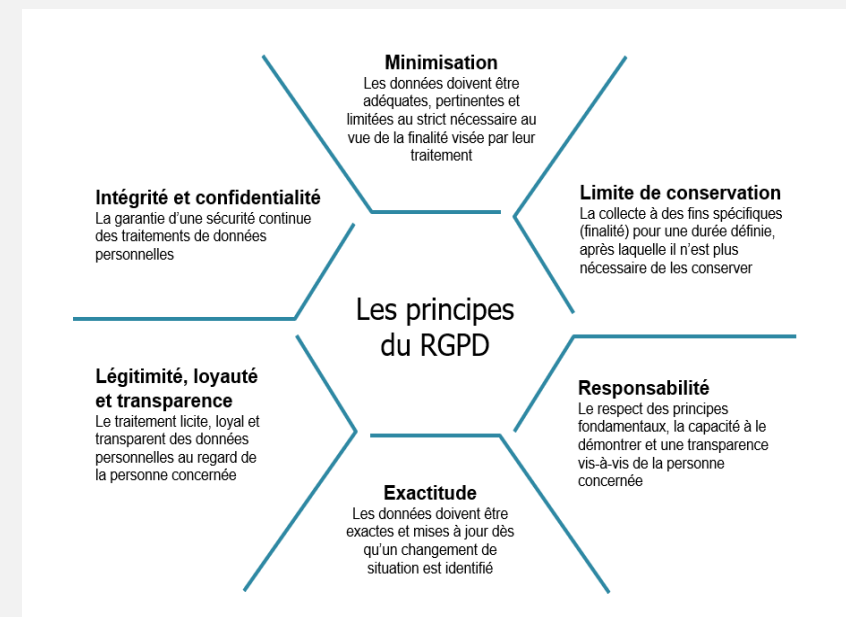 Minimisation
Les données doivent être
adéquates, pertinentes et
limitées au strict nécessaire au
vue de la finalité visée par leur
traitement
Intégrité et confidentialité
La garantie d'une sécurité continue
des traitements de données
personnelles
Limite de conservation
La collecte à des fins spécifiques
(finalité) pour une durée définie,
après laquelle il n'est plus
nécessaire de les conserver
Les principes
du RGPD
Légitimité, loyauté
et transparence
Le traitement licite, loyal et
transparent des données
personnelles au regard de
la personne concernée
Responsabilité
Le respect des principes
fondamentaux, la capacité à le
démontrer et une transparence
vis-à-vis de la personne
concernée
Exactitude
Les données doivent être
exactes et mises à jour dès
qu'un changement de
situation est identifié